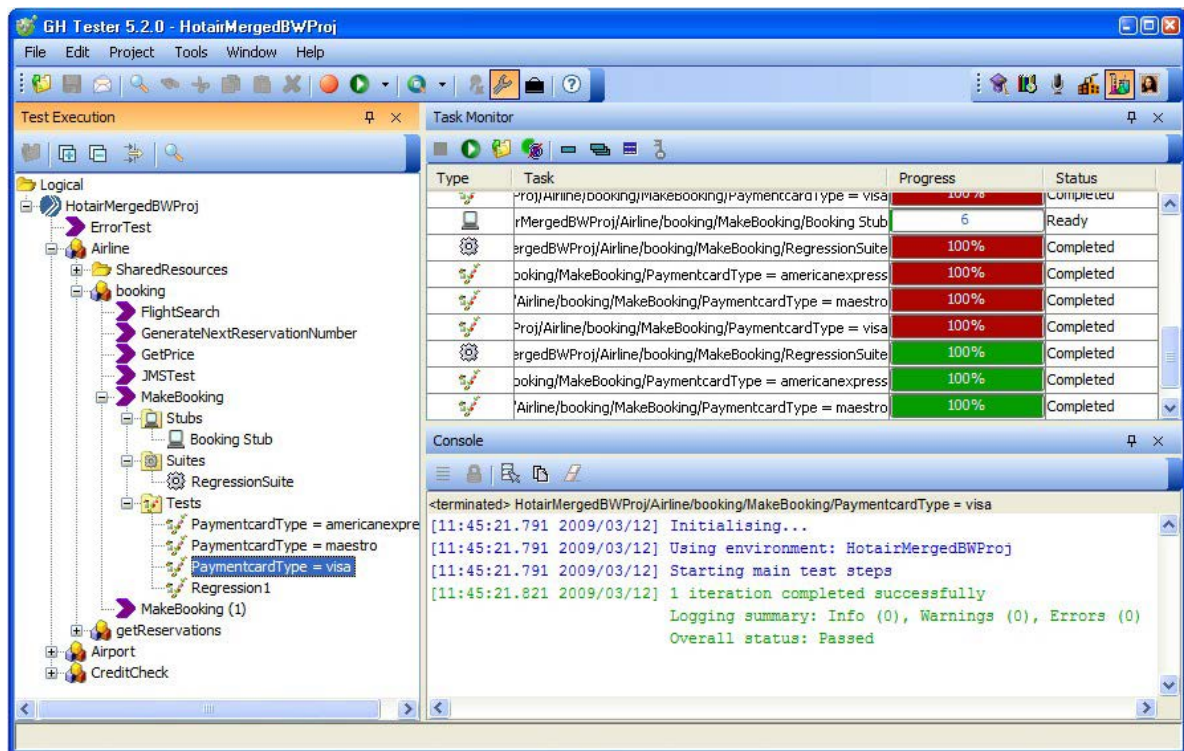 GH Tester 5.2.0 - HotairMergedBWProj
File Edit Project Tools Window Help
Test Execution
Logical
HotairMergedBWProj
ErrorTest
Airline
SharedResources
booking
FlightSearch
GenerateNextReservationNumber
GetPrice
JMSTest
MakeBooking
Stubs
Booking Stub
Suites
RegressionSuite
Tests
PaymentcardType = americanexpre
PaymentcardType = maestro
PaymentcardType = visa
Regression1
MakeBooking (1)
getReservations
Airport
CreditCheck
Task Monitor
Type Task Progress Status
Proj/Airline/booking/MakeBooking/PaymentcardType = visa 100% Completed
rMergedBWProj/Airline/booking/MakeBooking/Booking Stub 6 Ready
ergedBWProj/Airline/booking/MakeBooking/RegressionSuite 100% Completed
ooking/MakeBooking/PaymentcardType = americanexpress 100% Completed
'Airline/booking/MakeBooking/PaymentcardType = maestro 100% Completed
Proj/Airline/booking/MakeBooking/PaymentcardType = visa 100% Completed
ergedBWProj/Airline/booking/MakeBooking/RegressionSuite 100% Completed
ooking/MakeBooking/PaymentcardType = americanexpress 100% Completed
'Airline/booking/MakeBooking/PaymentcardType = maestro 100% Completed
Console
<terminated> HotairMergedBWProj/Airline/booking/MakeBooking/PaymentcardType = visa
[11:45:21.791 2009/03/12] Initialising...
[11:45:21.791 2009/03/12] Using environment: HotairMergedBWProj
[11:45:21.791 2009/03/12] Starting main test steps
[11:45:21.821 2009/03/12] 1 iteration completed successfully
Logging summary: Info (0), Warnings (0), Errors (0)
Overall status: Passed